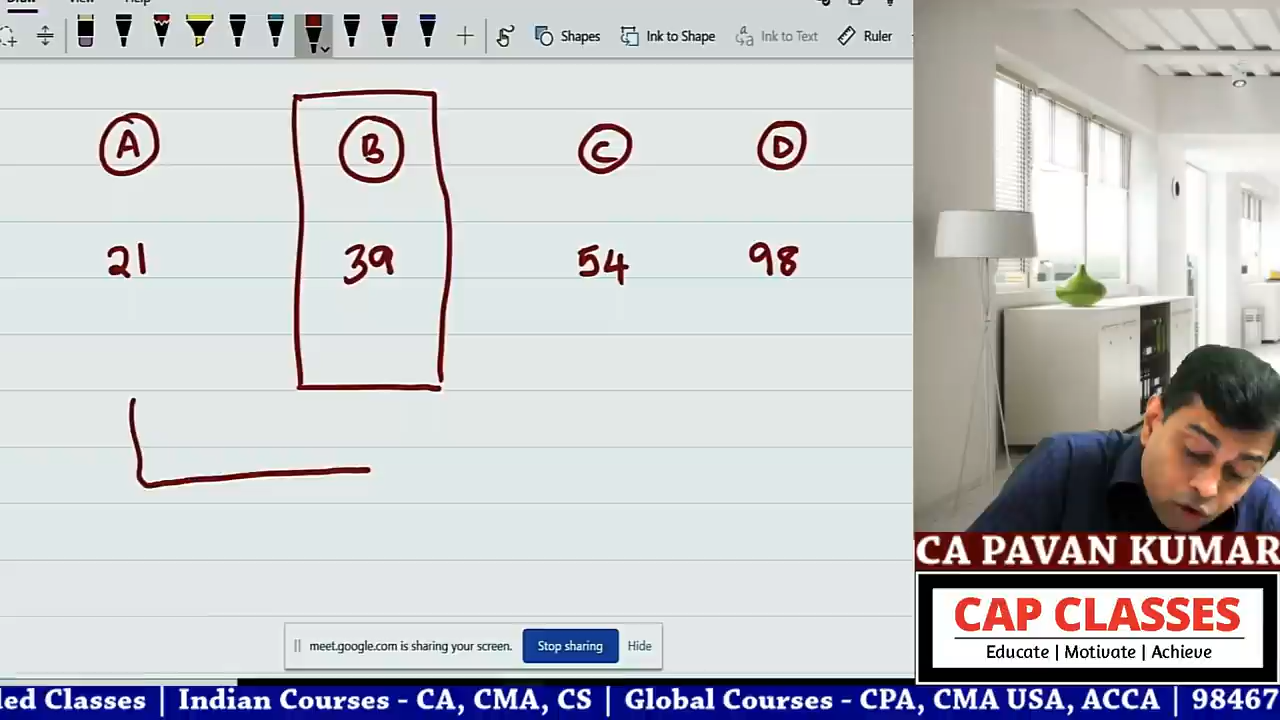 Shapes Ink to Shape Ink to Text Ruler
A B C D
21 39 54 98
meet.google.com is sharing your screen. Stop sharing Hide
CA PAVAN KUMAR
CAP CLASSES
Educate | Motivate | Achieve
Classes | Indian Courses - CA, CMA, CS | Global Courses - CPA, CMA USA, ACCA | 98467